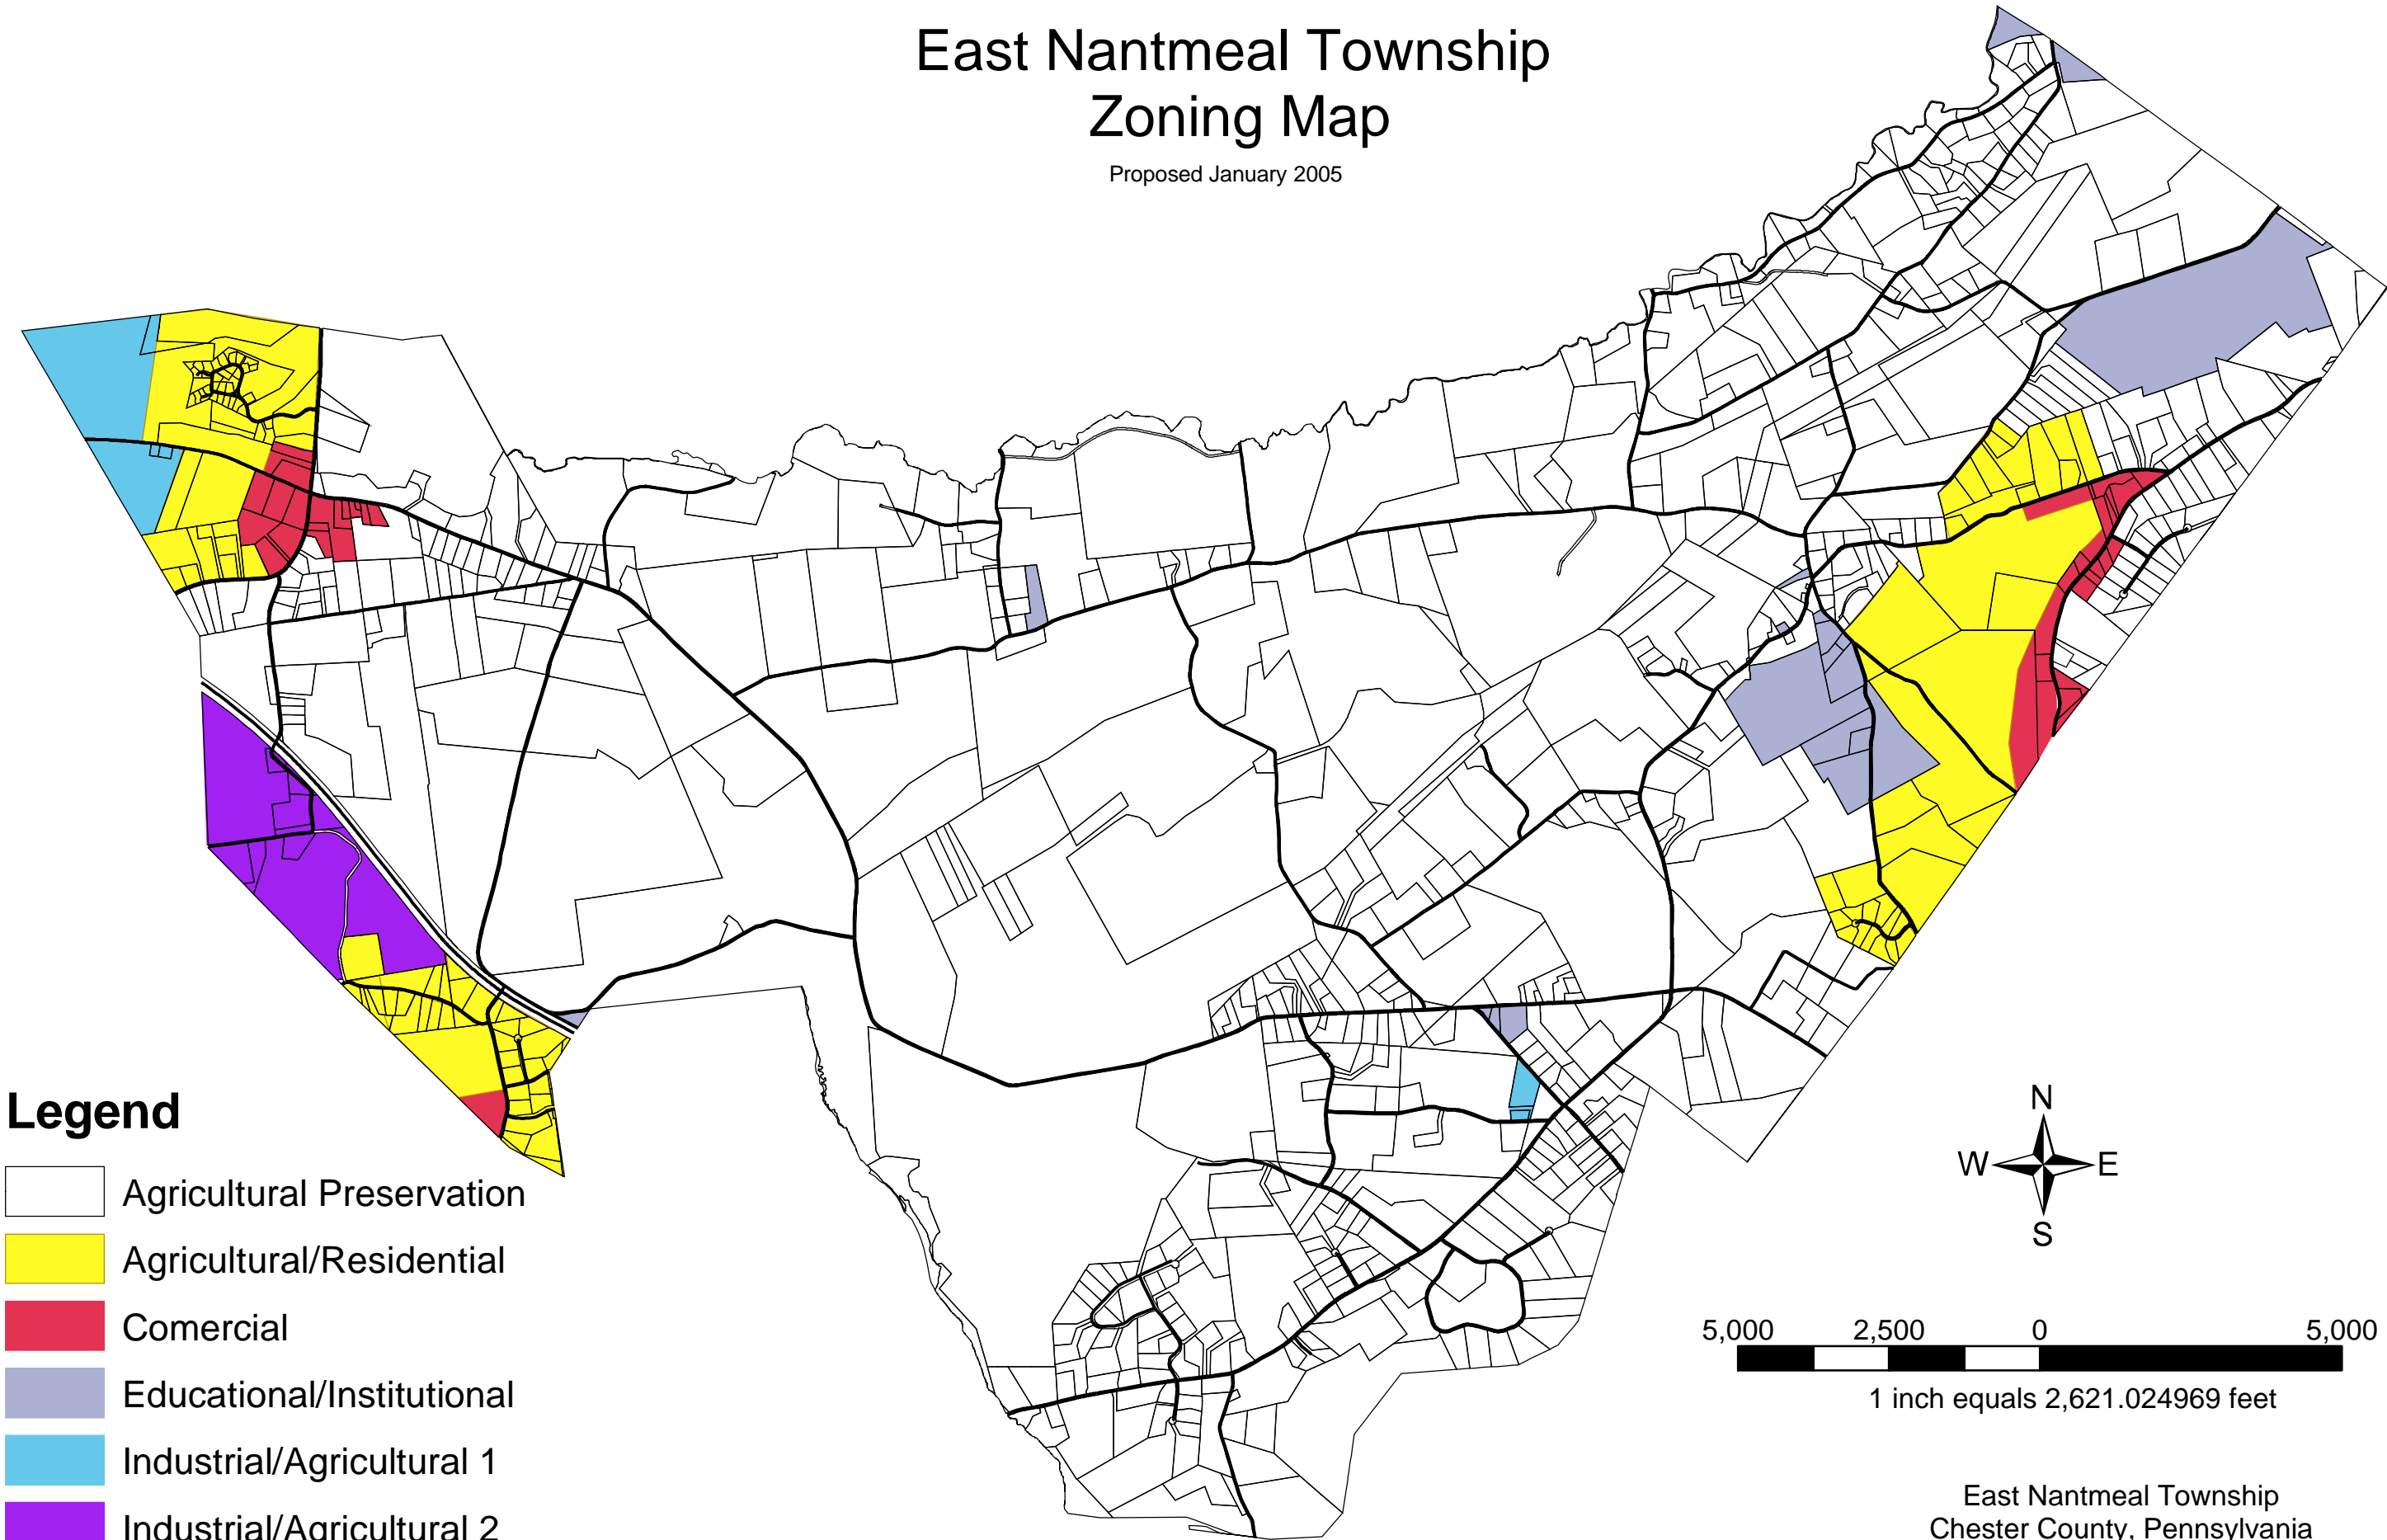 East Nantmeal Township
Zoning Map
Proposed January 2005
Legend
Agricultural Preservation
Agricultural/Residential
Comercial
Educational/Institutional
Industrial/Agricultural 1
Industrial/Agricultural 2
N
W E
S
5,000 2,500 0 5,000
1 inch equals 2,621.024969 feet
East Nantmeal Township
Chester County, Pennsylvania